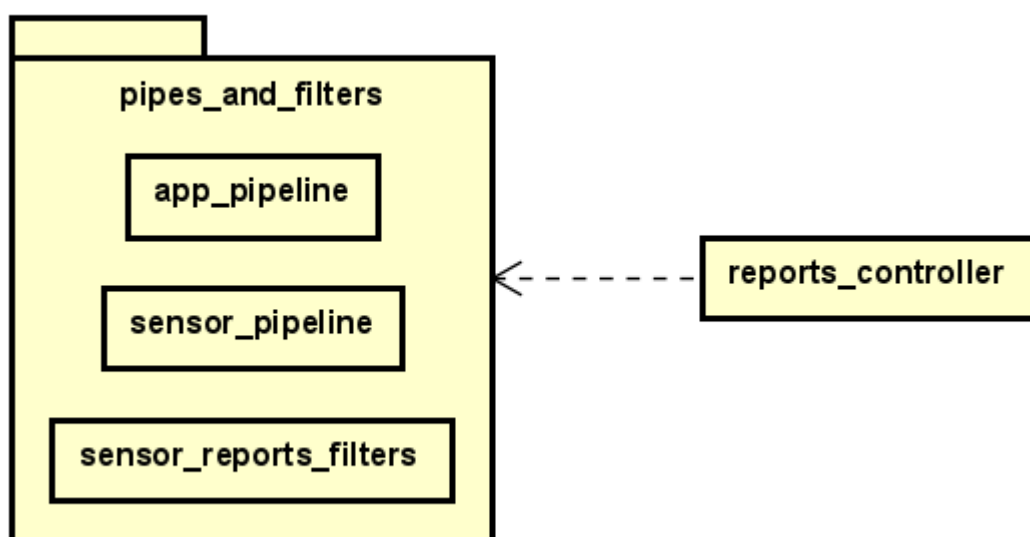 pipes_and_filters
app_pipeline
sensor_pipeline
sensor_reports_filters
reports_controller